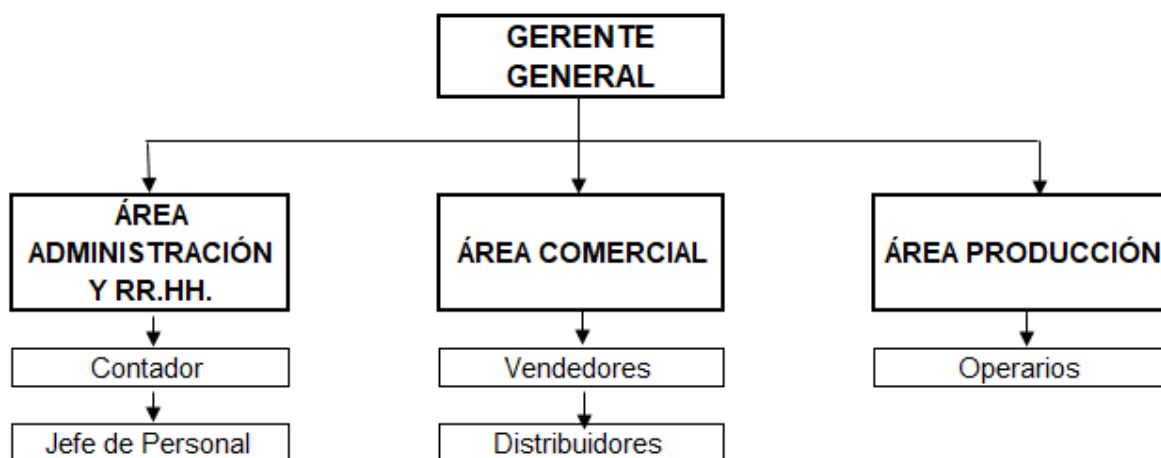 GERENTE
GENERAL
ÁREA
ADMINISTRACIÓN
Y RR.HH.
ÁREA COMERCIAL
ÁREA PRODUCCIÓN
Contador
Vendedores
Operarios
Jefe de Personal
Distribuidores